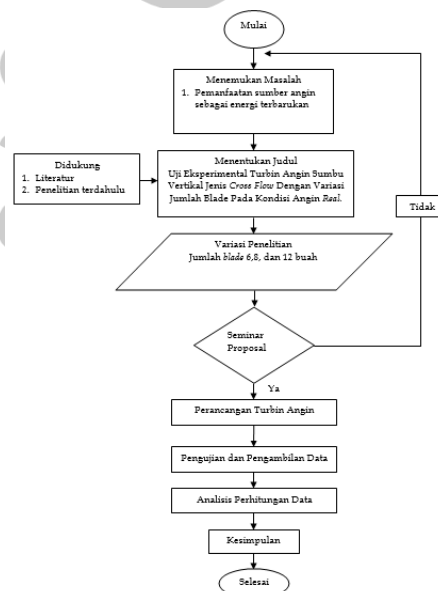 Mulai
Menemukan Masalah
1. Pemanfaatan sumber angin
sebagai energi terbarukan
Didukung
1. Literatur
2. Penelitian terdahulu
Menentukan Judul
Uji Eksperimental Turbin Angin Sumbu
Vertikal Jenis Cross Flow Dengan Variasi
Jumlah Blade Pada Kondisi Angin Real.
Tidak
Variasi Penelitian
Jumlah blade 6,8, dan 12 buah
Seminar
Proposal
Ya
Perancangan Turbin Angin
Pengujian dan Pengambilan Data
Analisis Perhitungan Data
Kesimpulan
Selesai